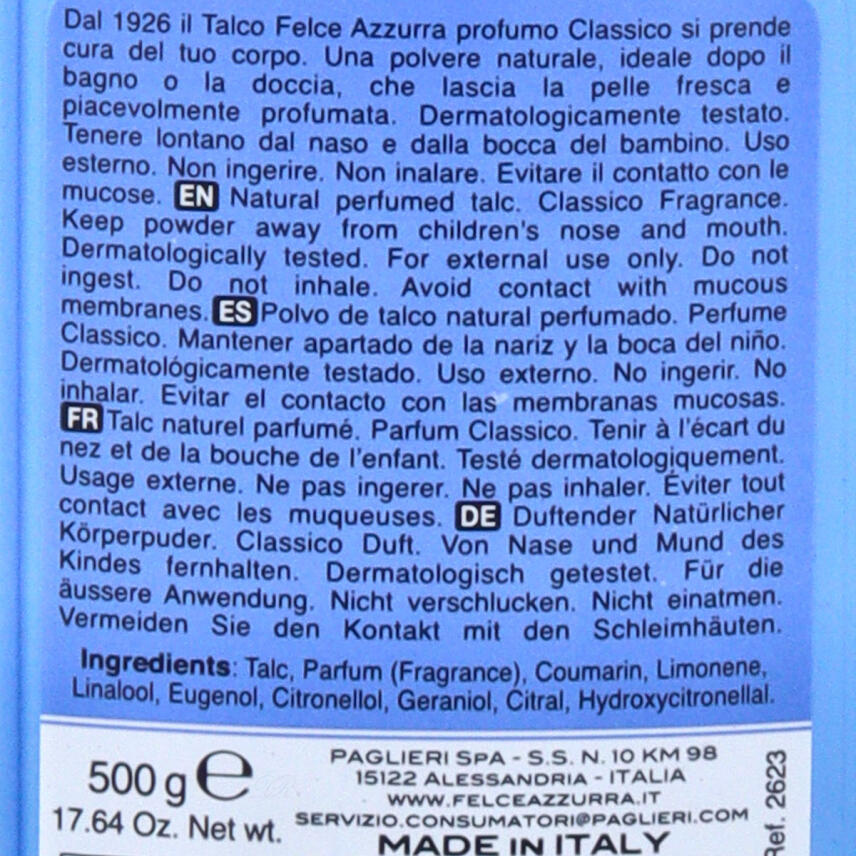 Dal 1926 il Talco Felce Azzurra profumo Classico si prende
cura del tuo corpo. Una polvere naturale, ideale dopo il
bagno o la doccia, che lascia la pelle fresca e
piacevolmente profumata. Dermatologicamente testato.
Tenere lontano dal naso e dalla bocca del bambino. Uso
esterno. Non ingerire. Non inalare. Evitare il contatto con le
mucose. EN Natural perfumed talc. Classico Fragrance.
Keep powder away from children's nose and mouth.
Dermatologically tested. For external use only. Do not
ingest. Do not inhale. Avoid contact with mucous
membranes. ES Polvo de talco natural perfumado. Perfume
Classico. Mantener apartado de la nariz y la boca del niño.
Dermatológicamente testado. Uso externo. No ingerir. No
inhalar. Evitar el contacto con las membranas mucosas.
FR Talc naturel parfumé. Parfum Classico. Tenir à l'écart du
nez et de la bouche de l'enfant. Testé dermatologiquement.
Usage externe. Ne pas ingerer. Ne pas inhaler. Éviter tout
contact avec les muqueuses. DE Duftender Natürlicher
Körperpuder. Classico Duft. Von Nase und Mund des
Kindes fernhalten. Dermatologisch getestet. Für die
äussere Anwendung. Nicht verschlucken. Nicht einatmen.
Vermeiden Sie den Kontakt mit den Schleimhäuten.
Ingredients: Talc, Parfum (Fragrance), Coumarin, Limonene,
Linalool, Eugenol, Citronellol, Geraniol, Citral, Hydroxycitronellal.
500 g ℮
17.64 Oz. Net wt.
PAGLIERI SPA - S.S. N. 10 KM 98
15122 ALESSANDRIA - ITALIA
WWW.FELCEAZZURRA.IT
SERVIZIO.CONSUMATORI@PAGLIERI.COM
MADE IN ITALY
Ref. 2623